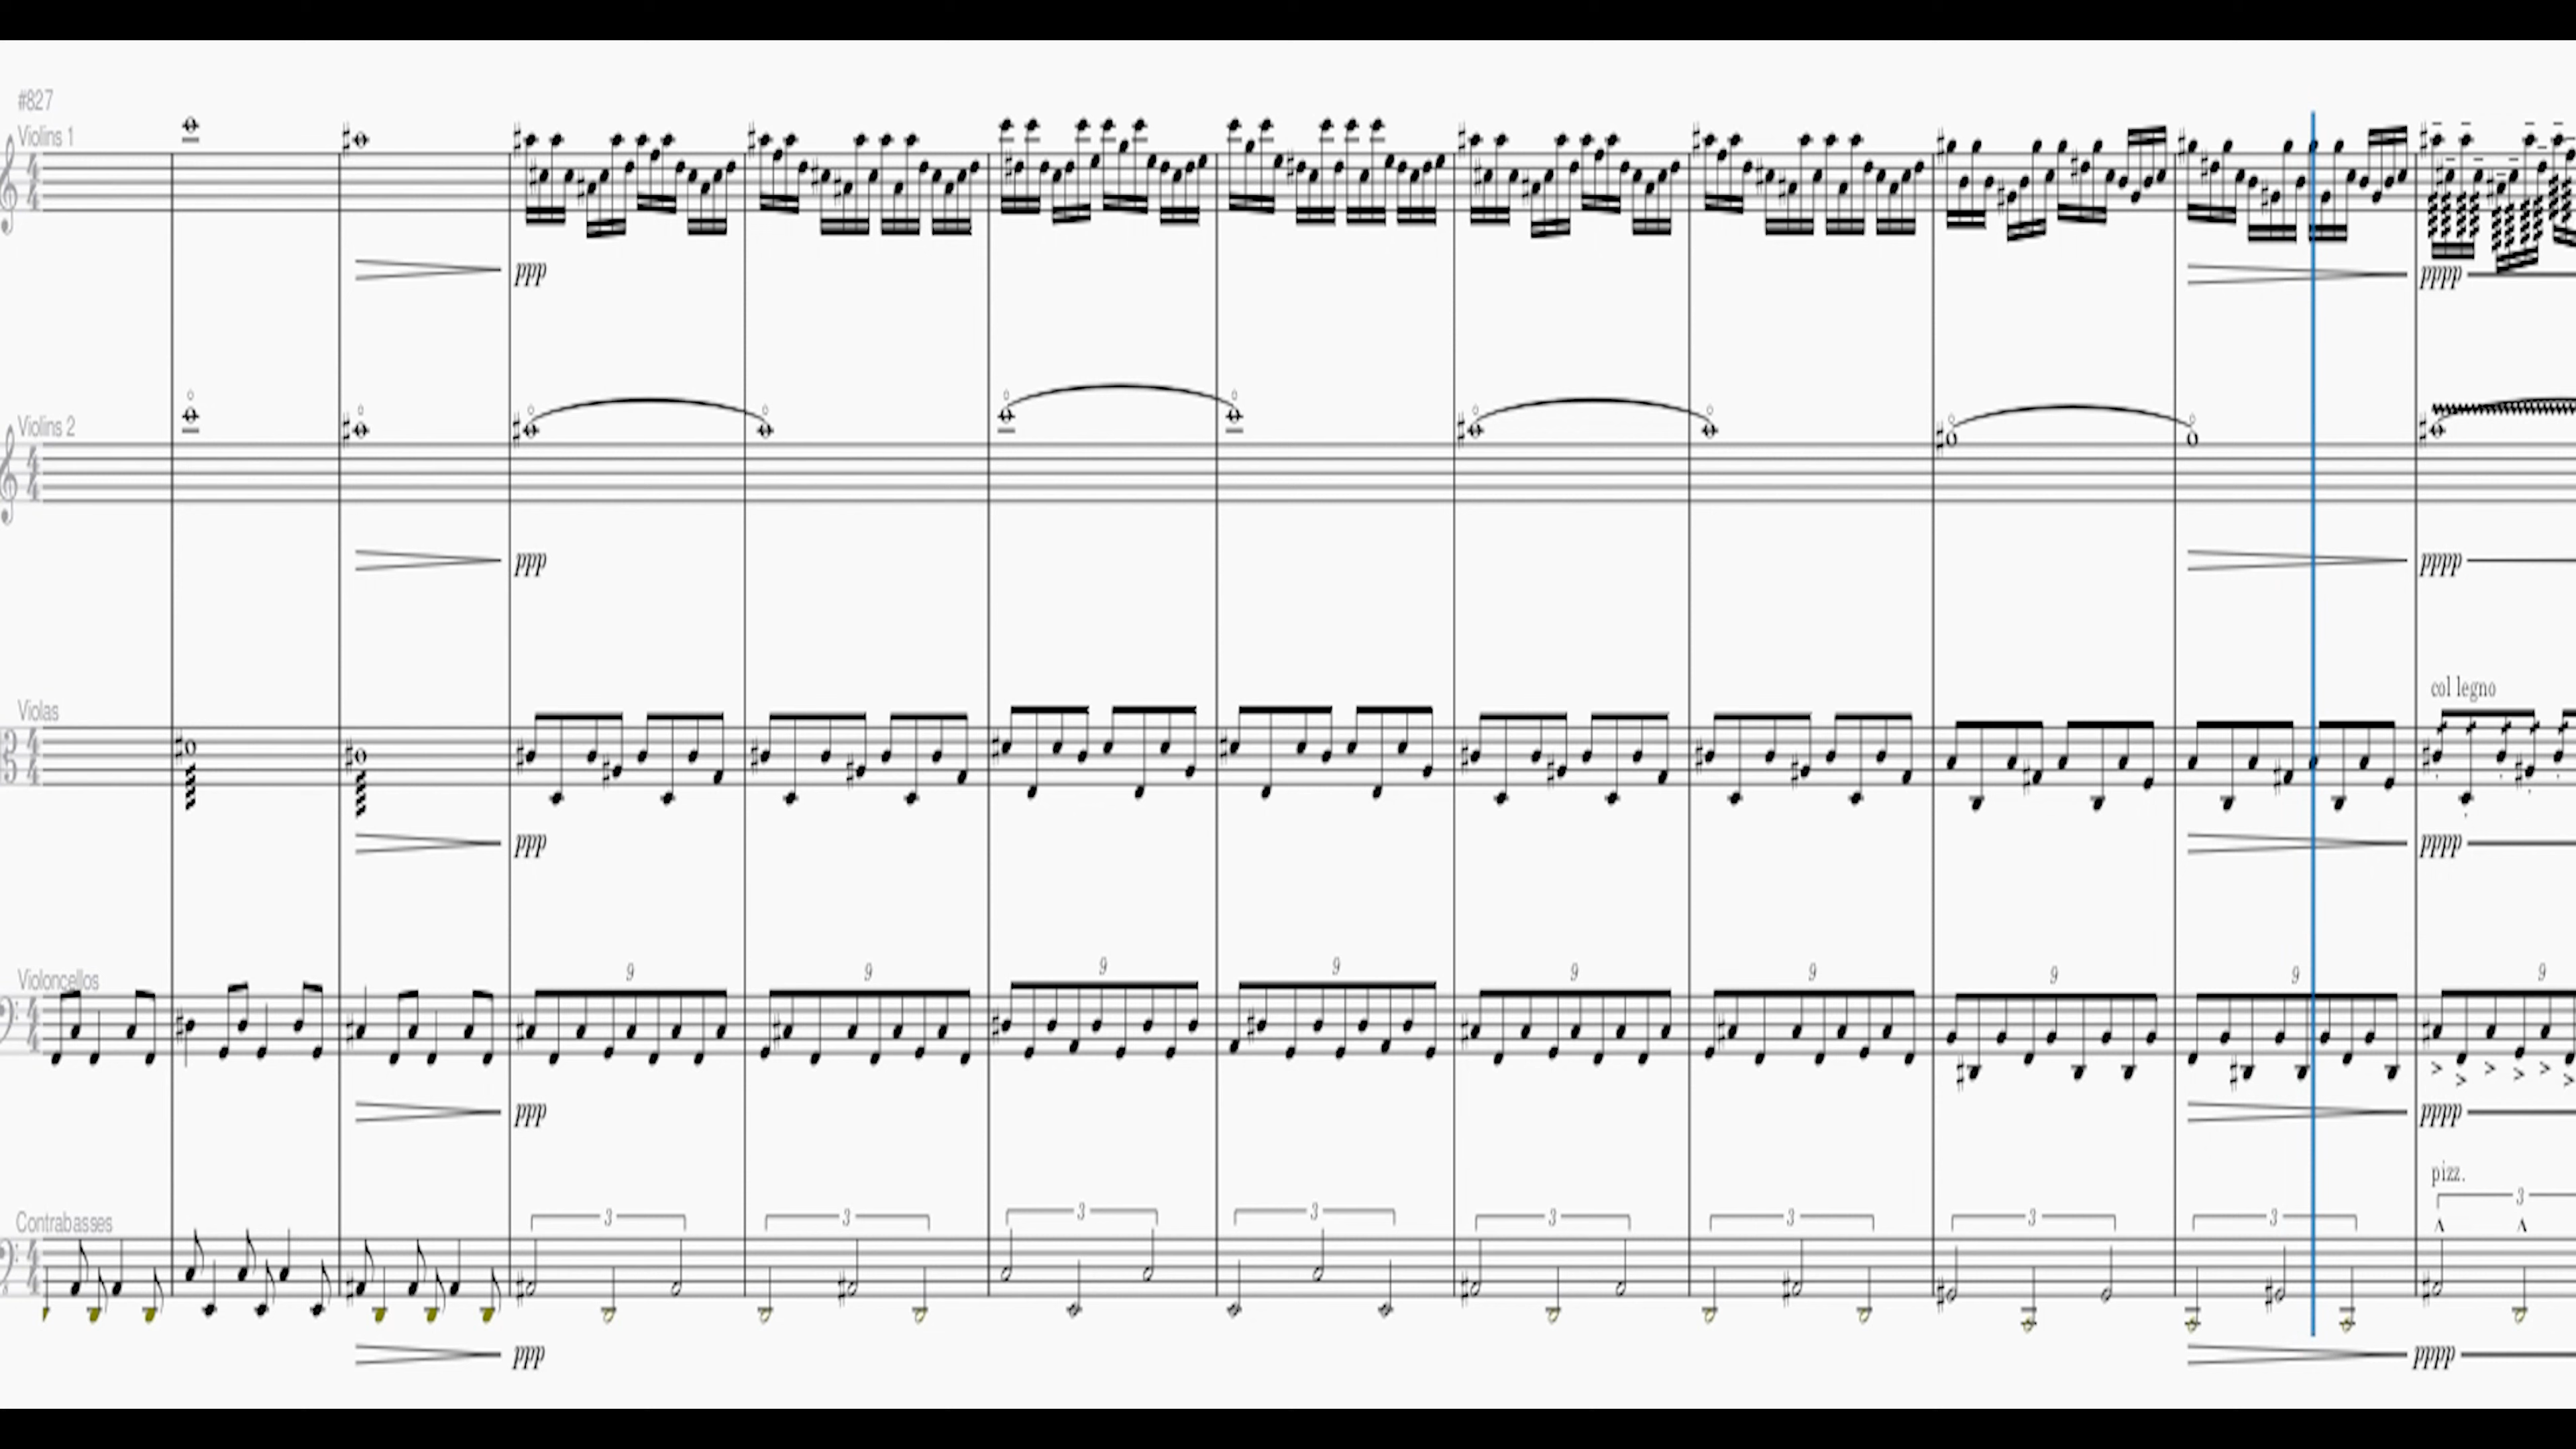 #827
Violins 1
ppp
pppp
Violins 2
ppp
pppp
col legno
Violas
ppp
pppp
9 9 9 9 9 9 9 9 9
Violoncellos
ppp
pppp
pizz.
3 3 3 3 3 3 3 3 3
Contrabasses
ppp
pppp